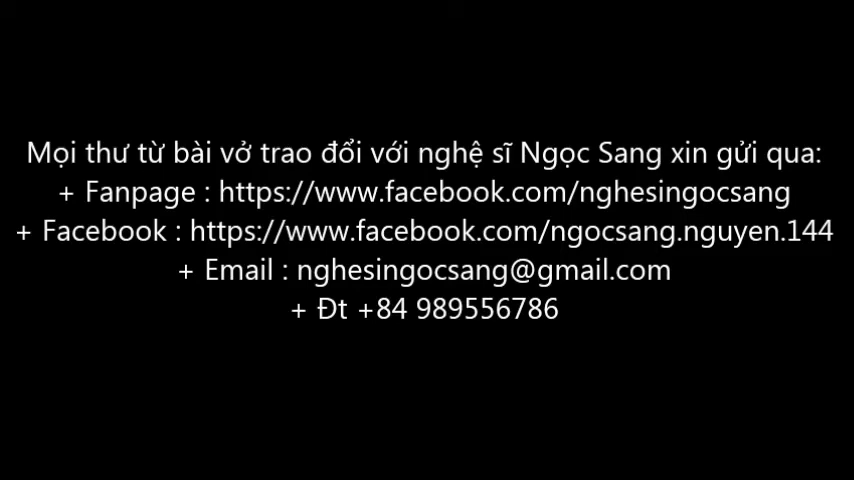 Mọi thư từ bài vở trao đổi với nghệ sĩ Ngọc Sang xin gửi qua:
+ Fanpage : https://www.facebook.com/nghesingocsang
+ Facebook : https://www.facebook.com/ngocsang.nguyen.144
+ Email : nghesingocsang@gmail.com
+ Đt +84 989556786